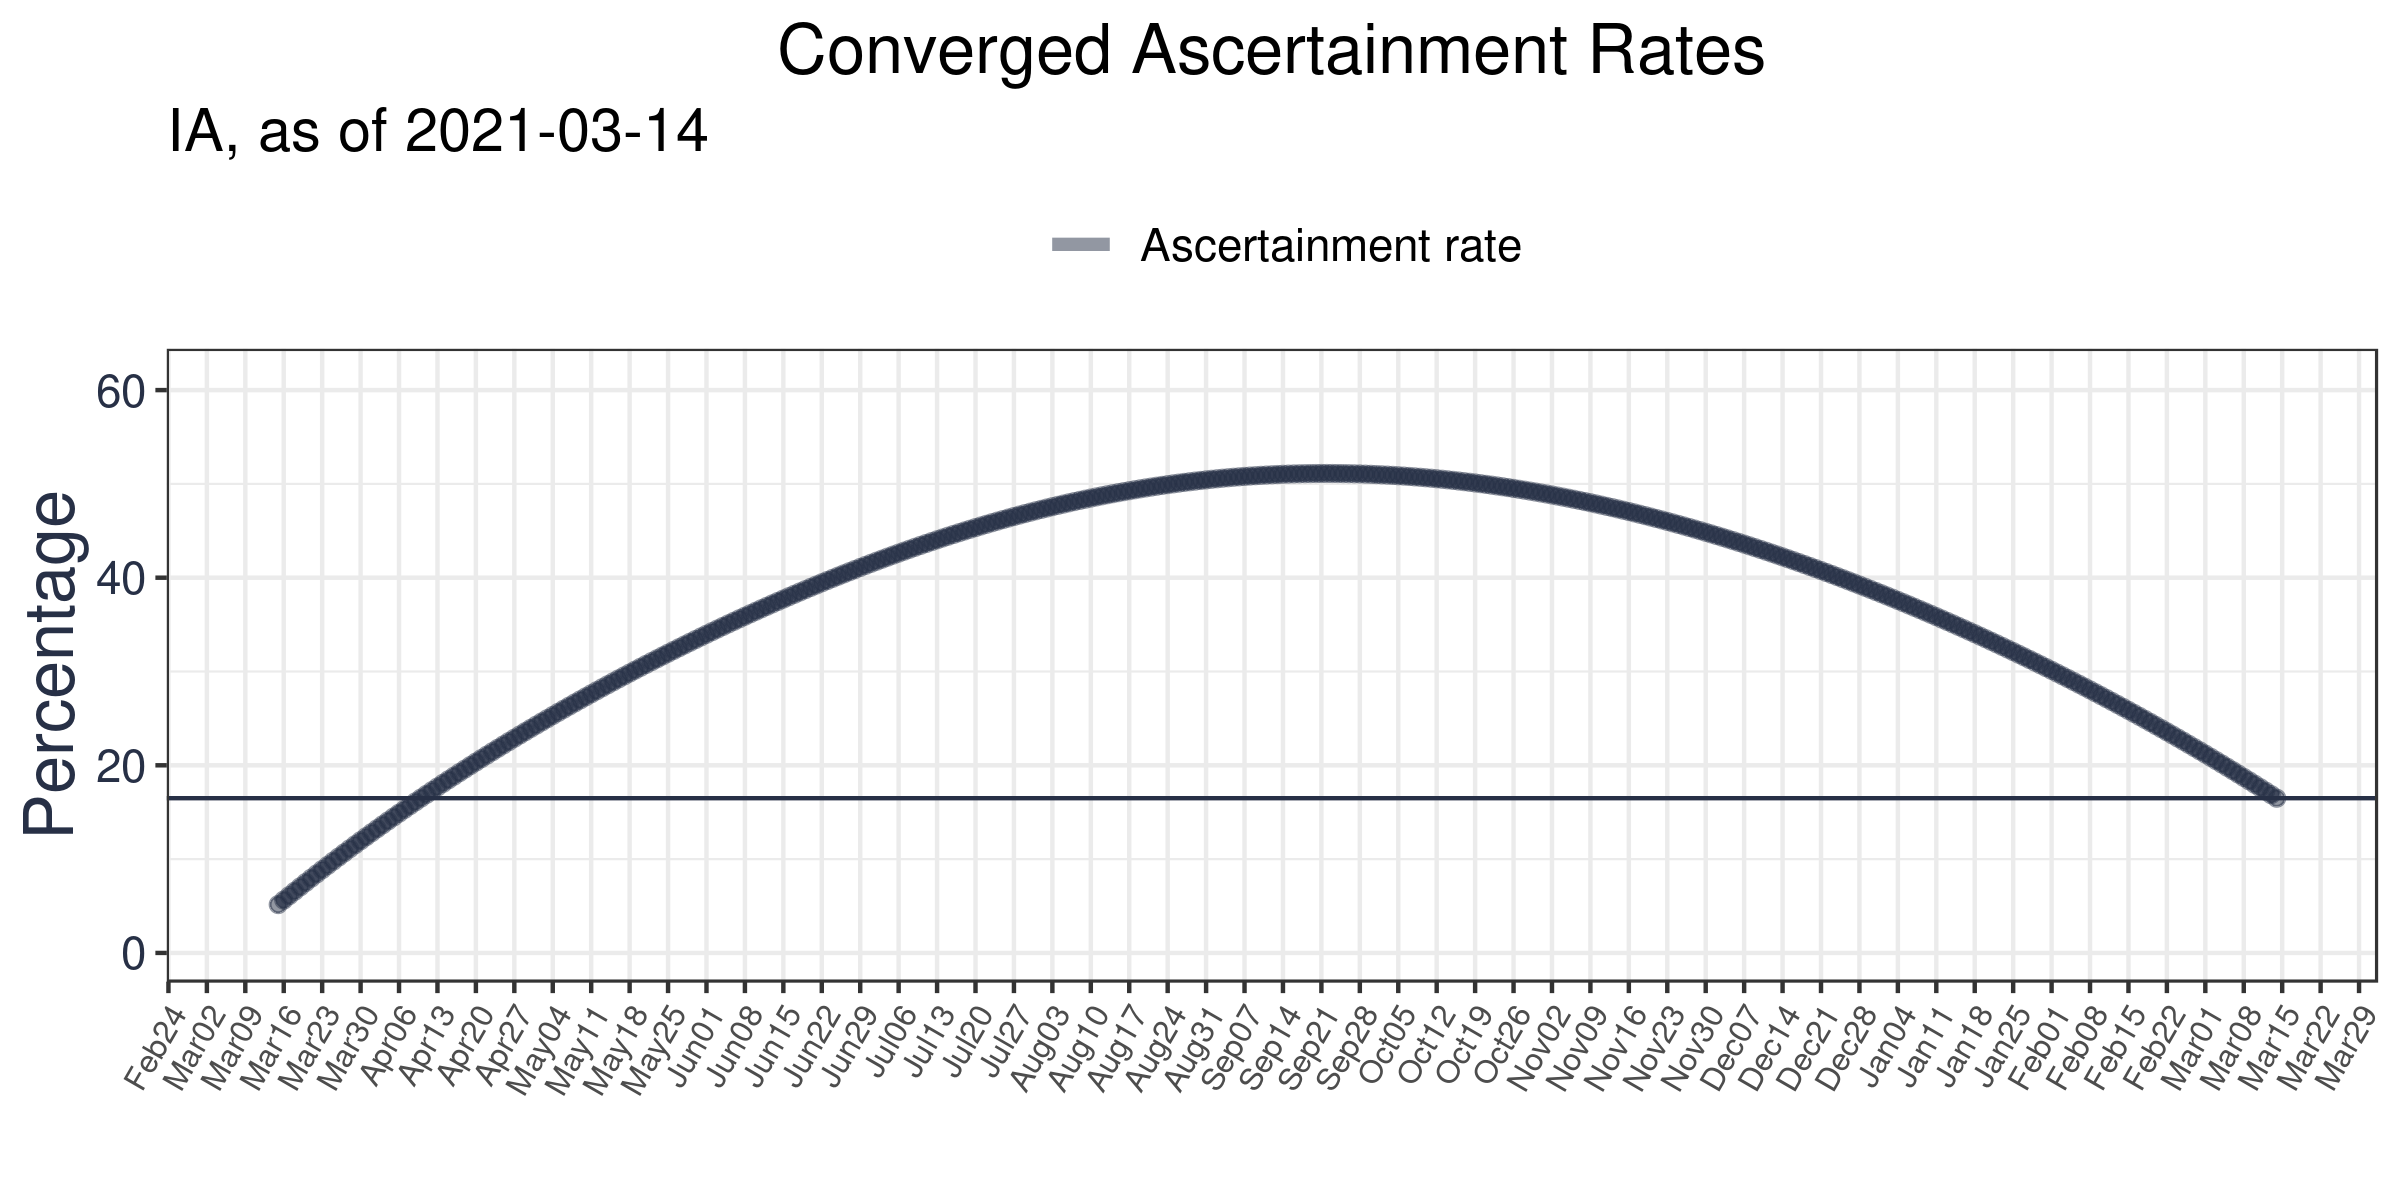 Converged Ascertainment Rates
IA, as of 2021-03-14
Ascertainment rate
Percentage
60
40
20
0
Feb24 Mar02 Mar09 Mar16 Mar23 Mar30 Apr06 Apr13 Apr20 Apr27 May04 May11 May18 May25 Jun01 Jun08 Jun15 Jun22 Jun29 Jul06 Jul13 Jul20 Jul27 Aug03 Aug10 Aug17 Aug24 Aug31 Sep07 Sep14 Sep21 Sep28 Oct05 Oct12 Oct19 Oct26 Nov02 Nov09 Nov16 Nov23 Nov30 Dec07 Dec14 Dec21 Dec28 Jan04 Jan11 Jan18 Jan25 Feb01 Feb08 Feb15 Feb22 Mar01 Mar08 Mar15 Mar22 Mar29